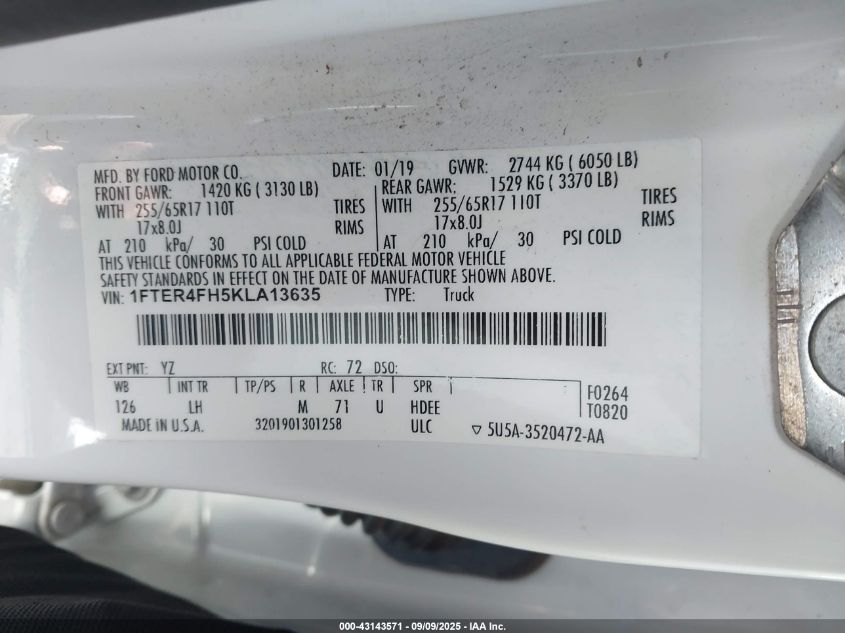 MFD. BY FORD MOTOR CO. DATE: 01/19 GVWR: 2744 KG ( 6050 LB)
FRONT GAWR: 1420 KG ( 3130 LB) REAR GAWR: 1529 KG ( 3370 LB)
WITH 255/65R17 110T TIRES WITH 255/65R17 110T TIRES
17x8.0J RIMS 17x8.0J RIMS
AT 210 kPa/ 30 PSI COLD AT 210 kPa/ 30 PSI COLD
THIS VEHICLE CONFORMS TO ALL APPLICABLE FEDERAL MOTOR VEHICLE
SAFETY STANDARDS IN EFFECT ON THE DATE OF MANUFACTURE SHOWN ABOVE.
VIN: 1FTER4FH5KLA13635 TYPE: Truck
EXT PNT: YZ RC: 72 DSO:
WB INT TR TP/PS R AXLE TR SPR F0264
126 LH M 71 U HDEE T0820
MADE IN U.S.A. 3201901301258 ULC ▽ 5U5A-3520472-AA
000-43143571 | 09/09/2025 - IAA Inc.